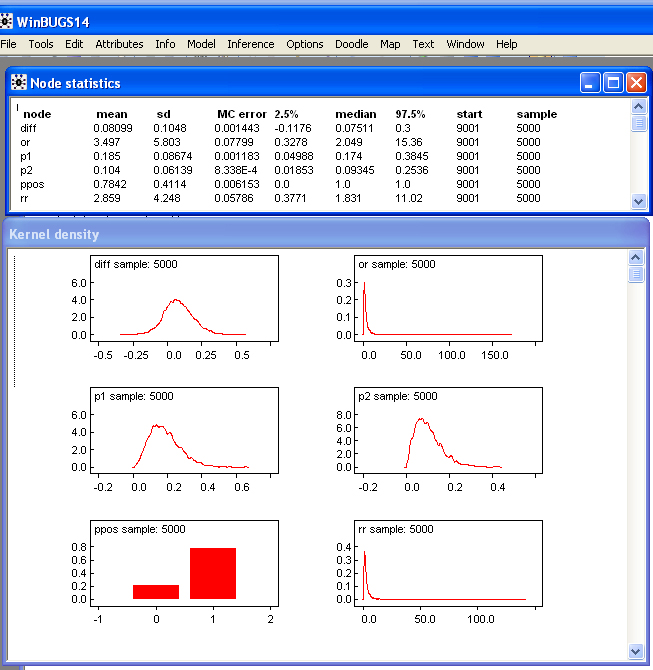 WinBUGS14
File Tools Edit Attributes Info Model Inference Options Doodle Map Text Window Help
Node statistics
node mean sd MC error 2.5% median 97.5% start sample
diff 0.08099 0.1048 0.001443 -0.1176 0.07511 0.3 9001 5000
or 3.497 5.803 0.07799 0.3278 2.049 15.36 9001 5000
p1 0.185 0.08674 0.001183 0.04988 0.174 0.3845 9001 5000
p2 0.104 0.06139 8.338E-4 0.01853 0.09345 0.2536 9001 5000
ppos 0.7842 0.4114 0.006153 0.0 1.0 1.0 9001 5000
rr 2.859 4.248 0.05786 0.3771 1.831 11.02 9001 5000
Kernel density
diff sample: 5000
6.0
4.0
2.0
0.0
-0.5 -0.25 0.0 0.25 0.5
or sample: 5000
0.3
0.2
0.1
0.0
0.0 50.0 100.0 150.0
p1 sample: 5000
6.0
4.0
2.0
0.0
-0.2 0.0 0.2 0.4 0.6
p2 sample: 5000
8.0
6.0
4.0
2.0
0.0
-0.2 0.0 0.2 0.4
ppos sample: 5000
0.8
0.6
0.4
0.2
0.0
-1 0 1 2
rr sample: 5000
0.4
0.3
0.2
0.1
0.0
0.0 50.0 100.0